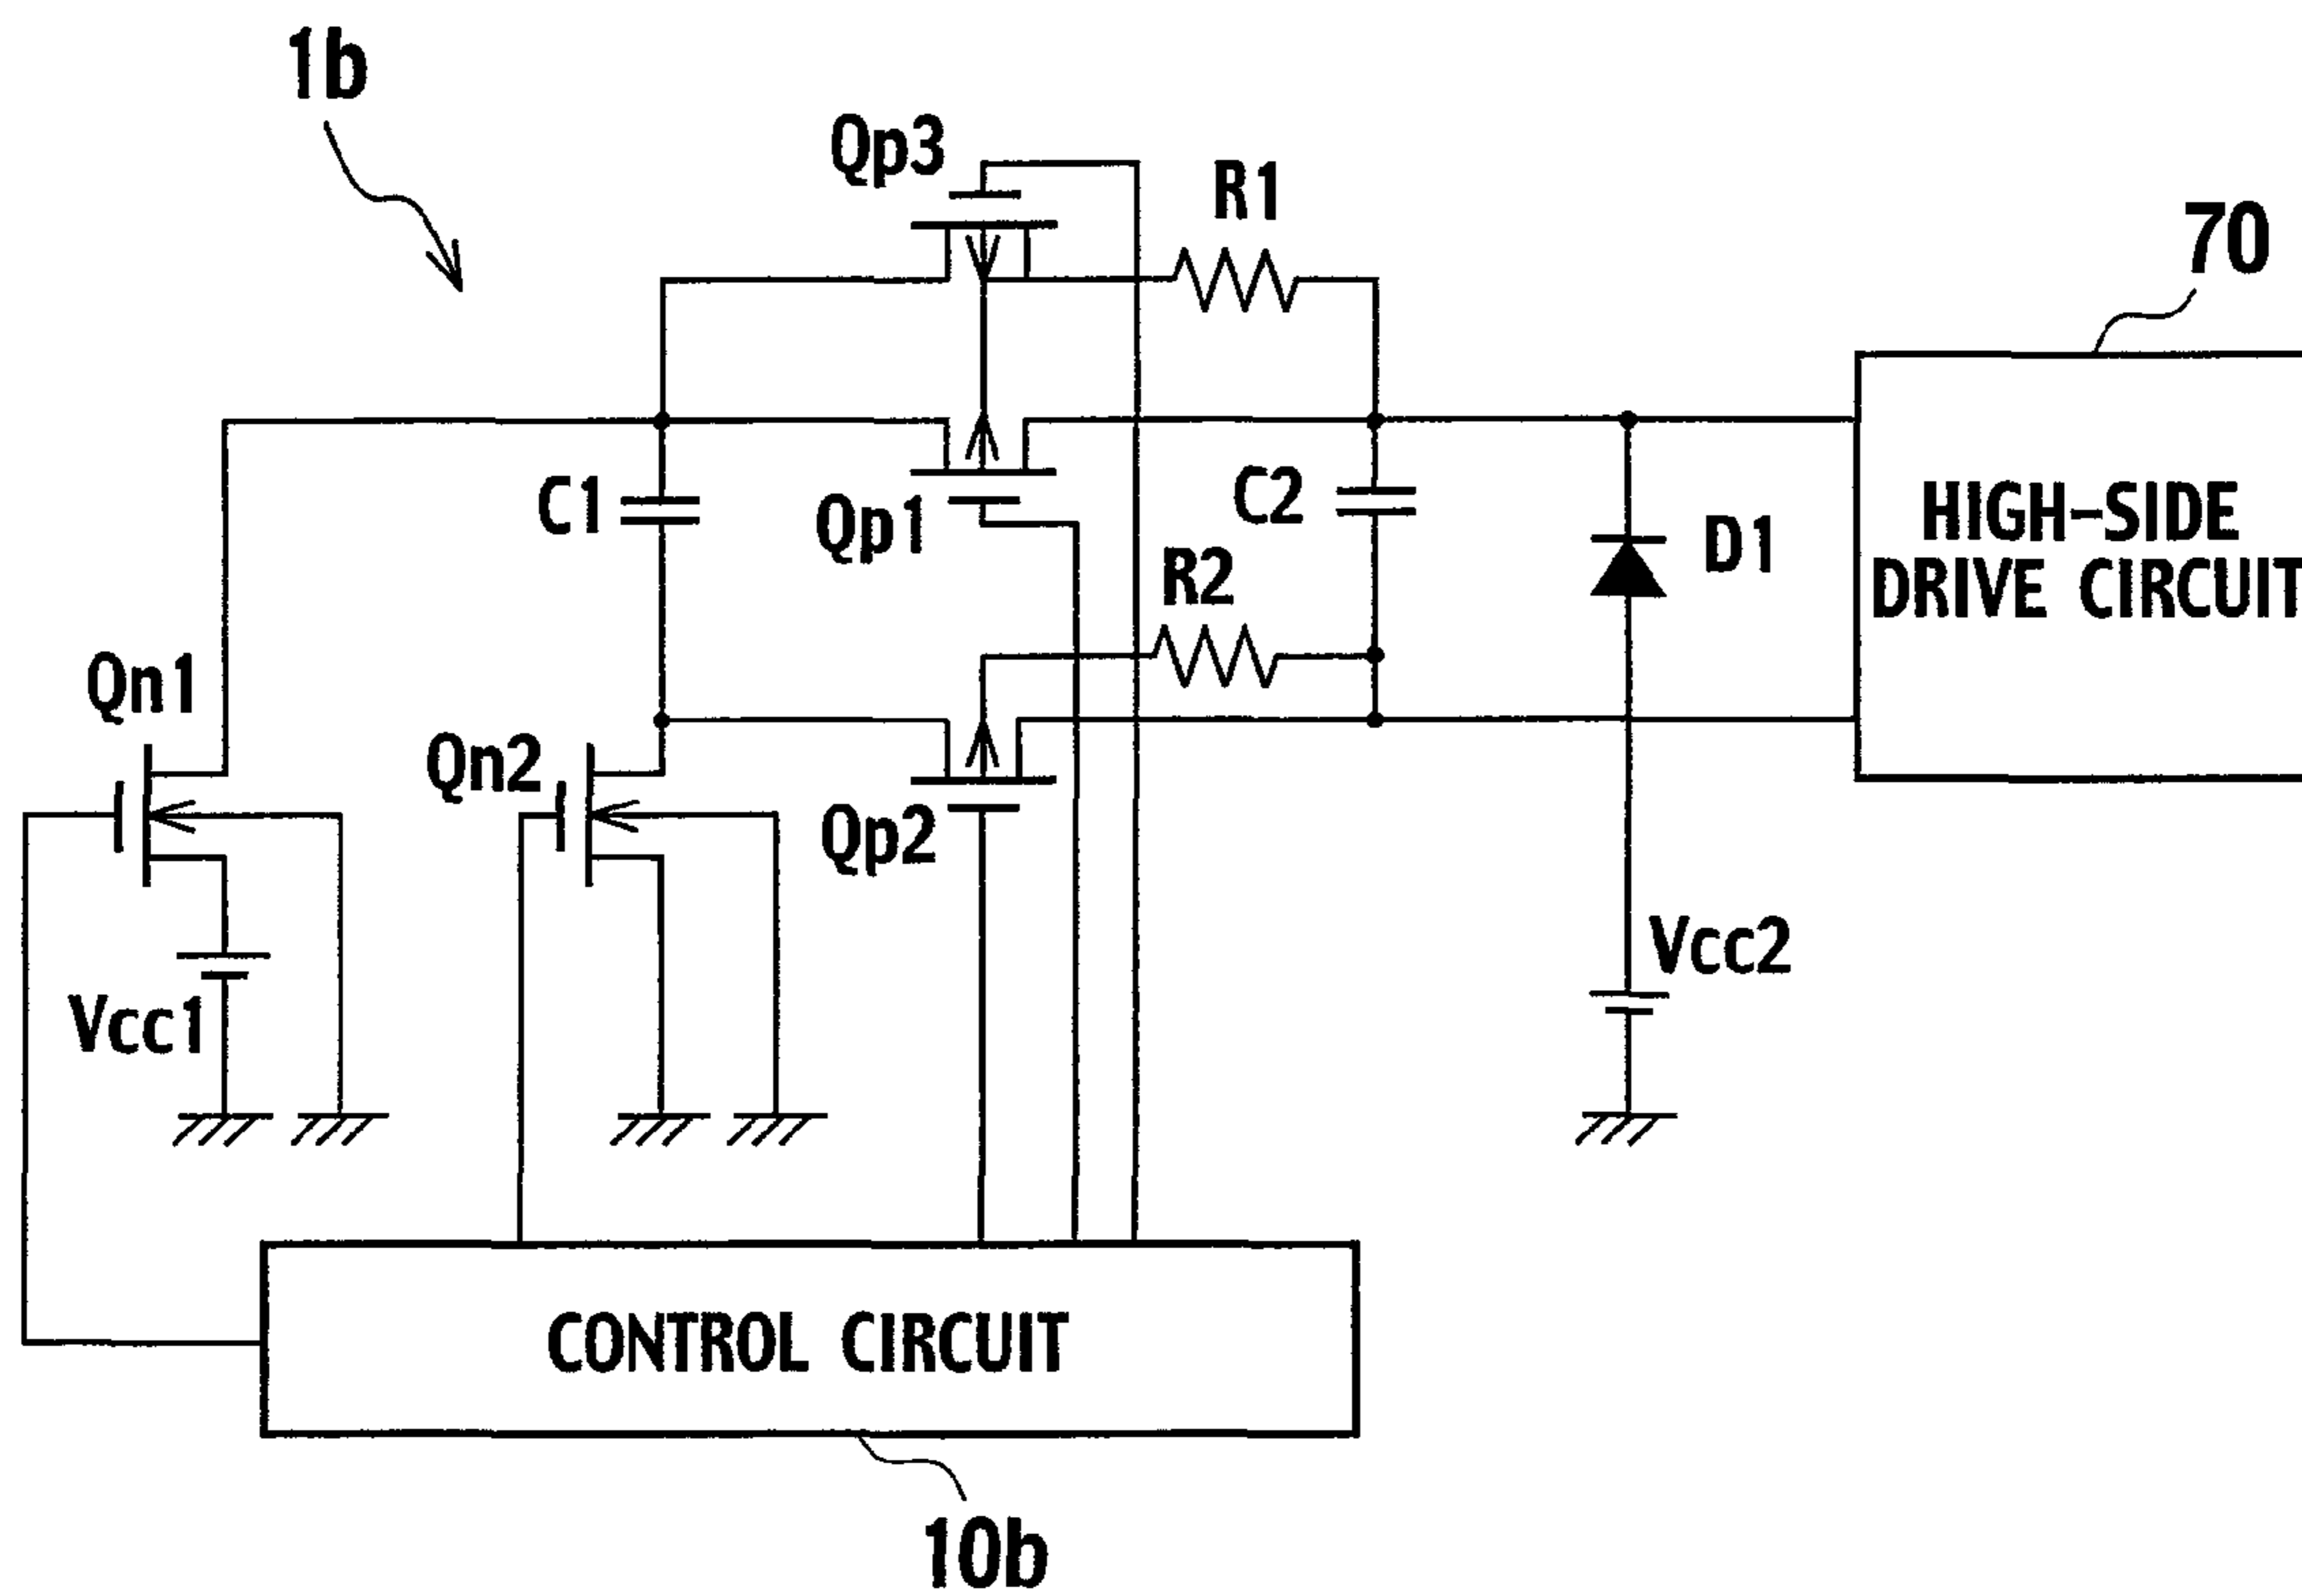 1b
Qp3
R1
70
C1
Qp1
C2
D1
HIGH-SIDE
DRIVE CIRCUIT
R2
Qn1
Qn2
Qp2
Vcc2
Vcc1
CONTROL CIRCUIT
10b